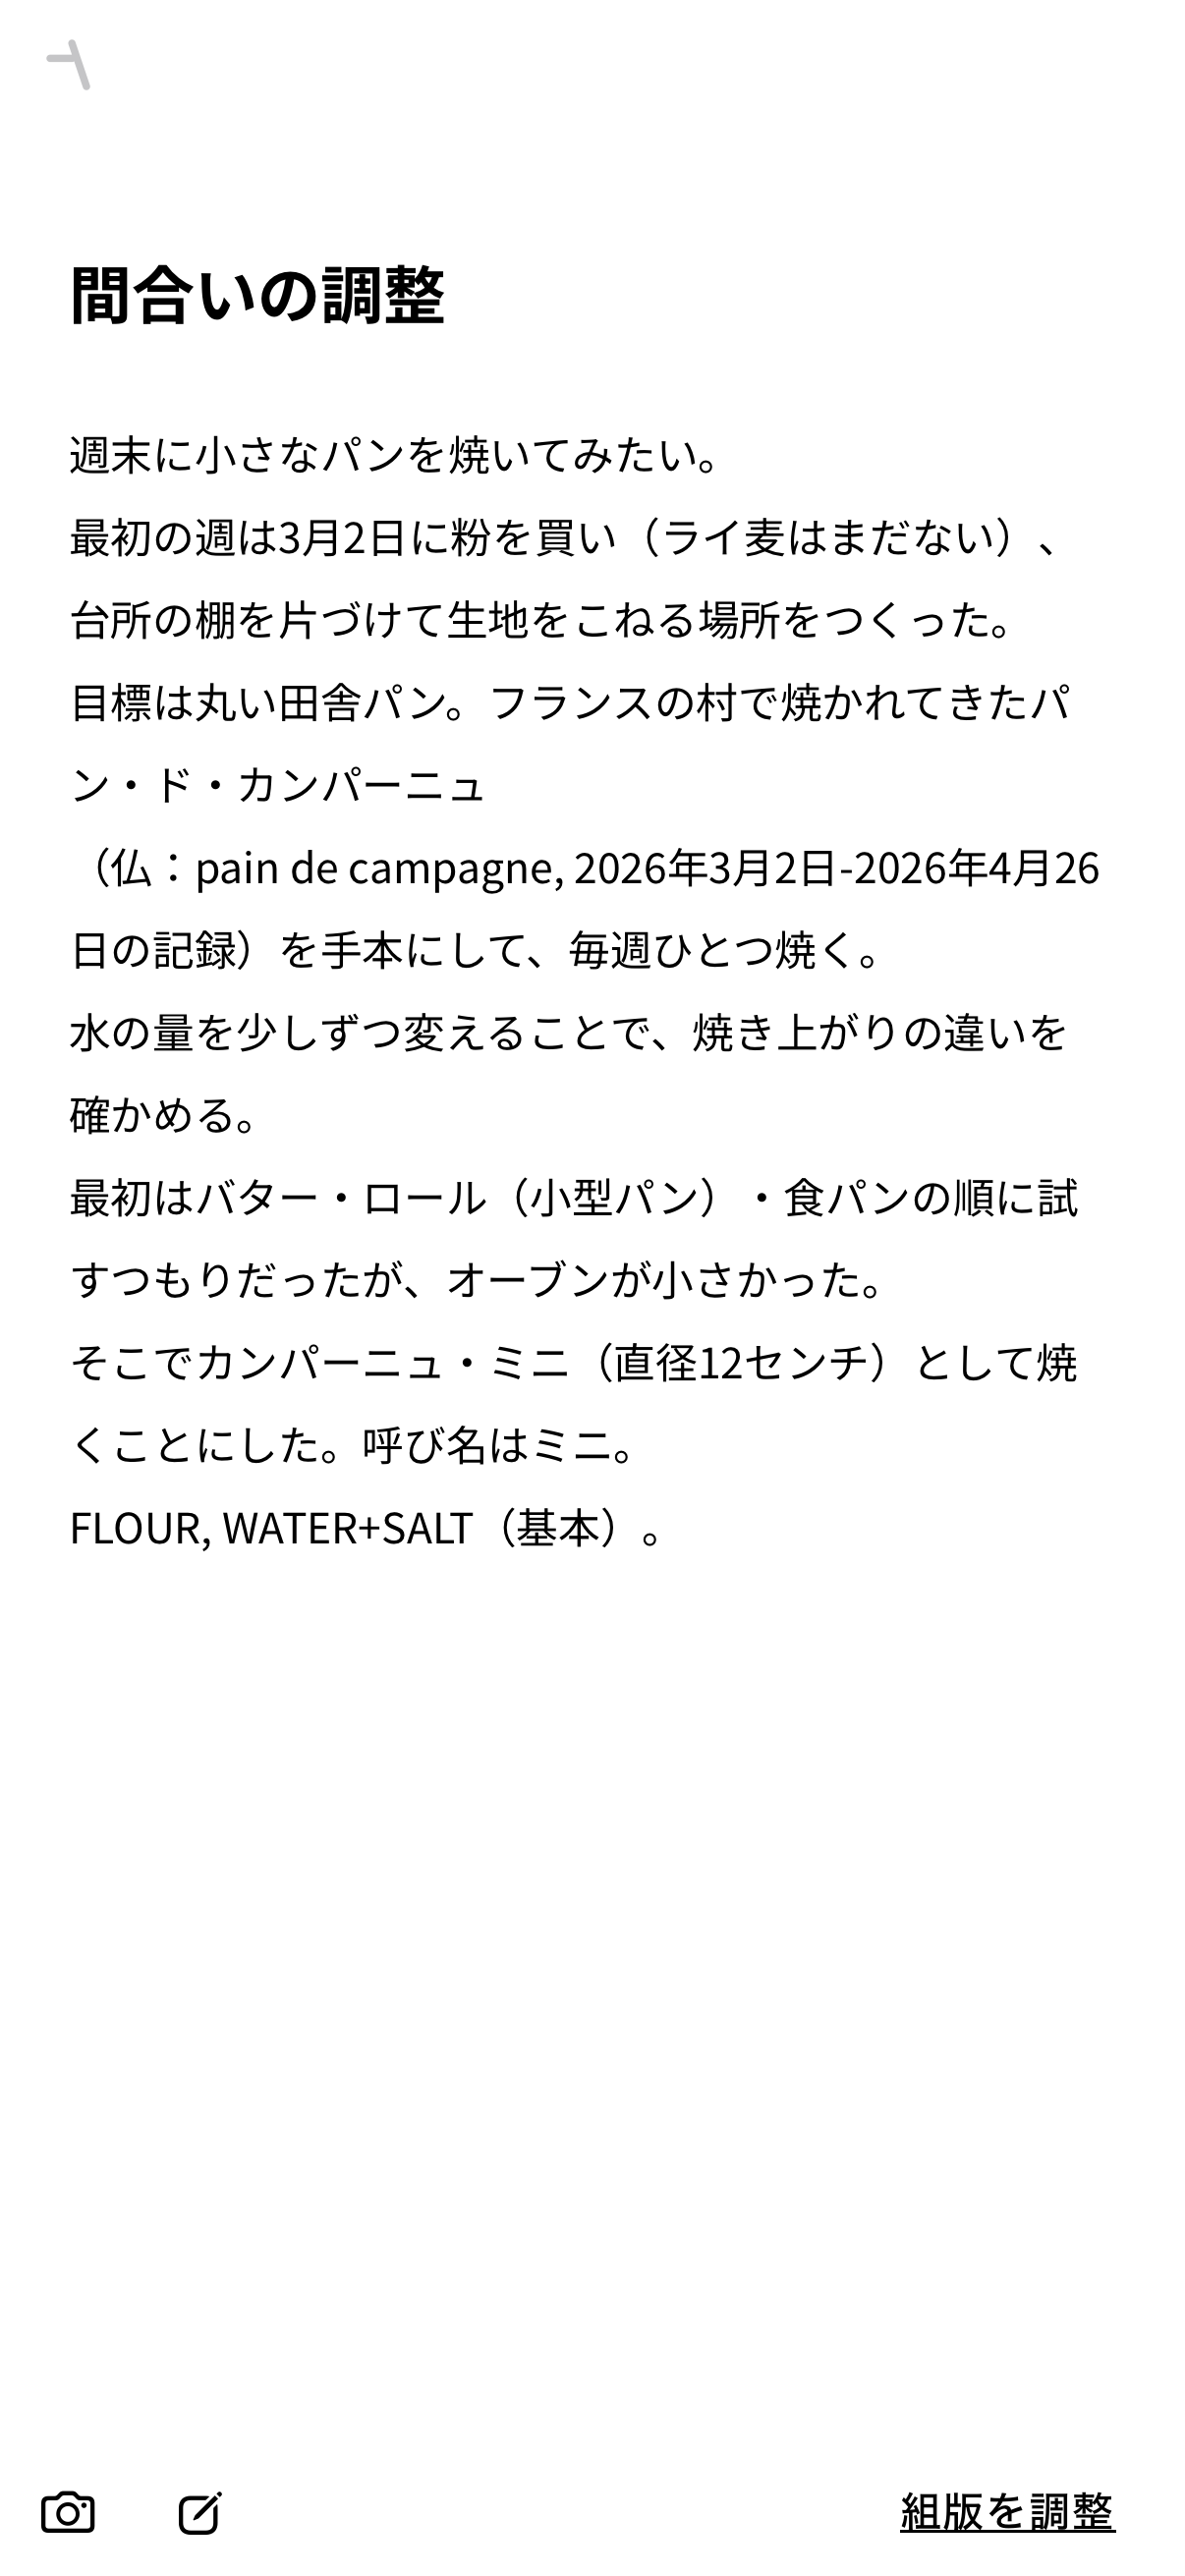 間合いの調整
週末に小さなパンを焼いてみたい。
最初の週は3月2日に粉を買い（ライ麦はまだない）、
台所の棚を片づけて生地をこねる場所をつくった。
目標は丸い田舎パン。フランスの村で焼かれてきたパ
ン・ド・カンパーニュ
（仏：pain de campagne, 2026年3月2日-2026年4月26
日の記録）を手本にして、毎週ひとつ焼く。
水の量を少しずつ変えることで、焼き上がりの違いを
確かめる。
最初はバター・ロール（小型パン）・食パンの順に試
すつもりだったが、オーブンが小さかった。
そこでカンパーニュ・ミニ（直径12センチ）として焼
くことにした。呼び名はミニ。
FLOUR, WATER+SALT（基本）。
組版を調整